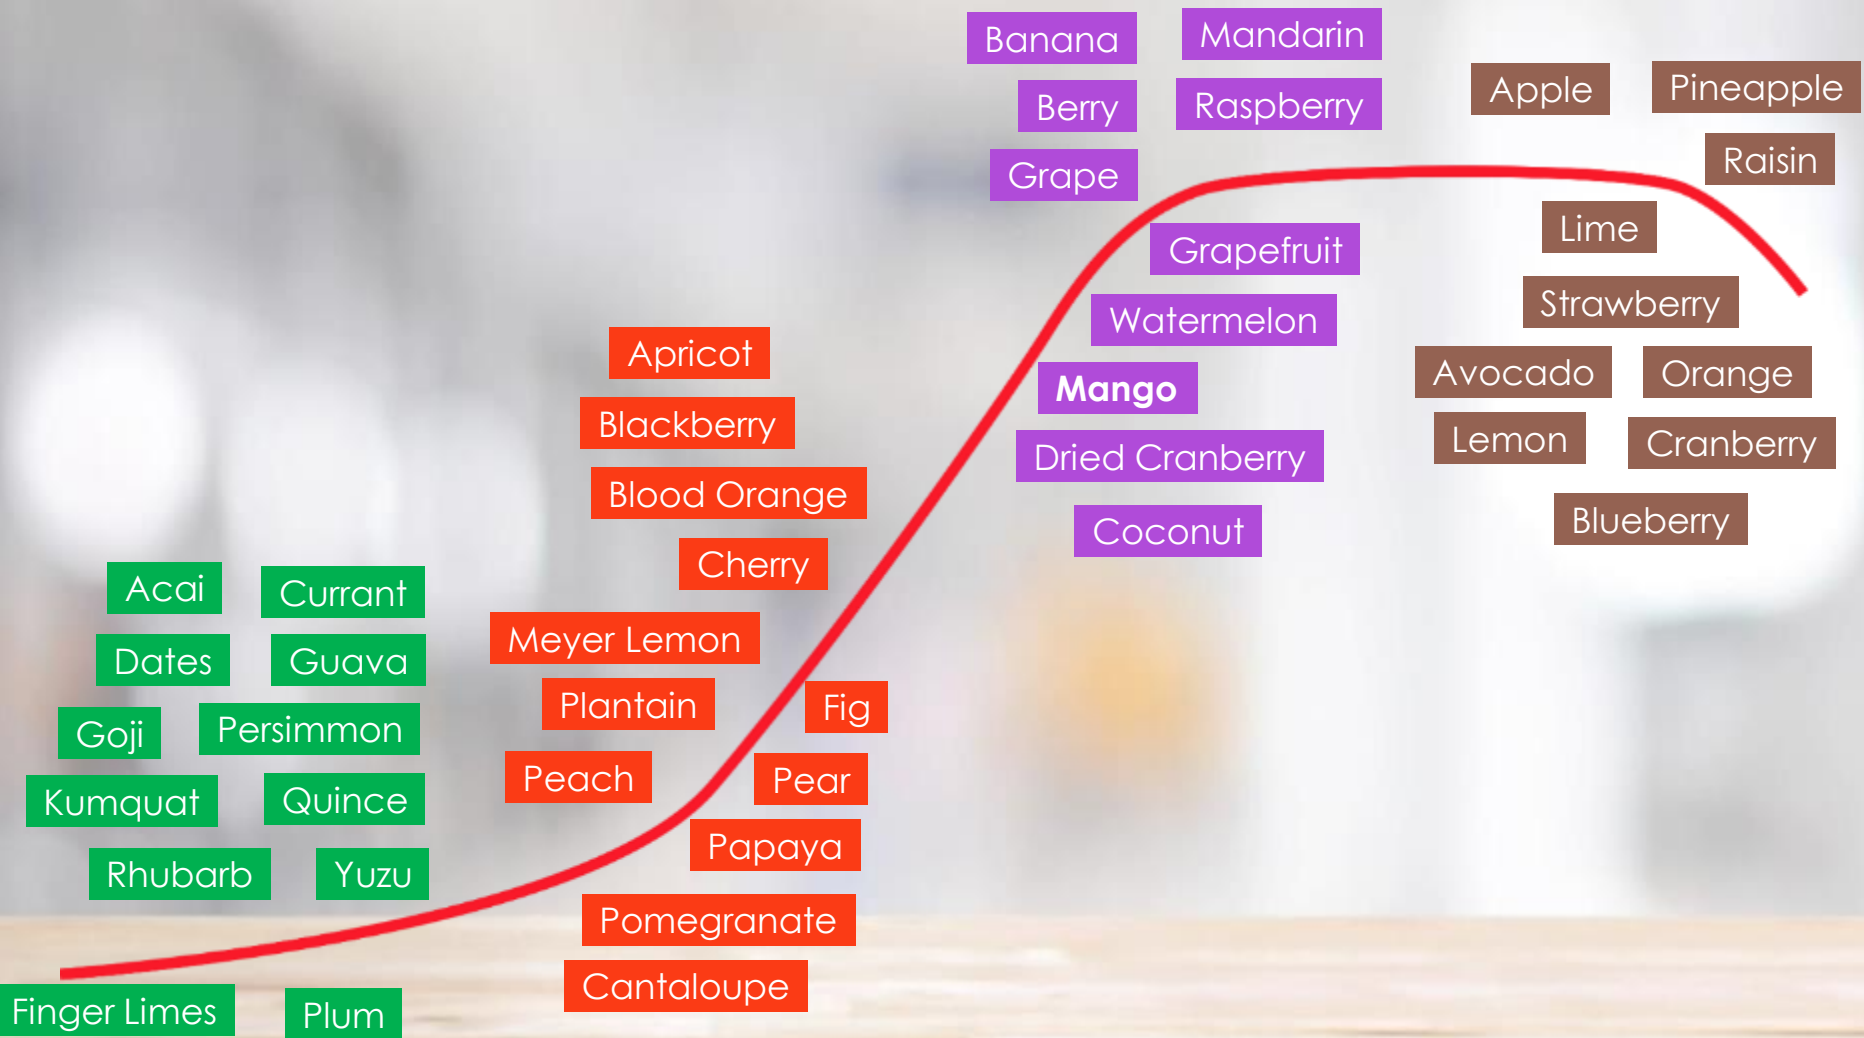 Banana
Mandarin
Berry
Raspberry
Grape
Grapefruit
Watermelon
Mango
Dried Cranberry
Coconut
Apple
Pineapple
Raisin
Lime
Strawberry
Avocado
Orange
Lemon
Cranberry
Blueberry
Apricot
Blackberry
Blood Orange
Cherry
Meyer Lemon
Plantain
Fig
Peach
Pear
Papaya
Pomegranate
Cantaloupe
Acai
Currant
Dates
Guava
Goji
Persimmon
Kumquat
Quince
Rhubarb
Yuzu
Finger Limes
Plum